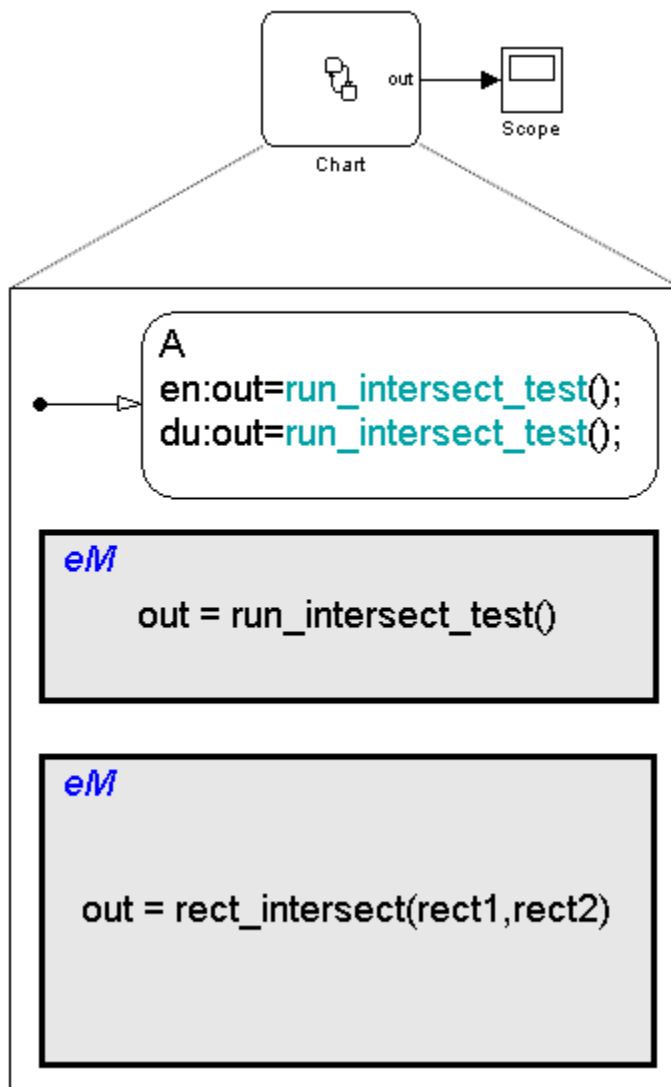 out
Scope
Chart
A
en:out=run_intersect_test();
du:out=run_intersect_test();
eM
out = run_intersect_test()
eM
out = rect_intersect(rect1,rect2)